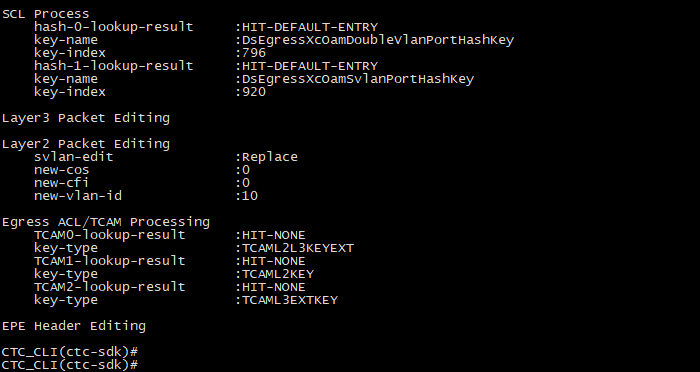 SCL Process
    hash-0-lookup-result     :HIT-DEFAULT-ENTRY
    key-name                 :DsEgressXcOamDoubleVlanPortHashKey
    key-index                :796
    hash-1-lookup-result     :HIT-DEFAULT-ENTRY
    key-name                 :DsEgressXcOamSvlanPortHashKey
    key-index                :920
Layer3 Packet Editing
Layer2 Packet Editing
    svlan-edit               :Replace
    new-cos                  :0
    new-cfi                  :0
    new-vlan-id              :10
Egress ACL/TCAM Processing
    TCAM0-lookup-result      :HIT-NONE
    key-type                 :TCAML2L3KEYEXT
    TCAM1-lookup-result      :HIT-NONE
    key-type                 :TCAML2KEY
    TCAM2-lookup-result      :HIT-NONE
    key-type                 :TCAML3EXTKEY
EPE Header Editing
CTC_CLI(ctc-sdk)#
CTC_CLI(ctc-sdk)#